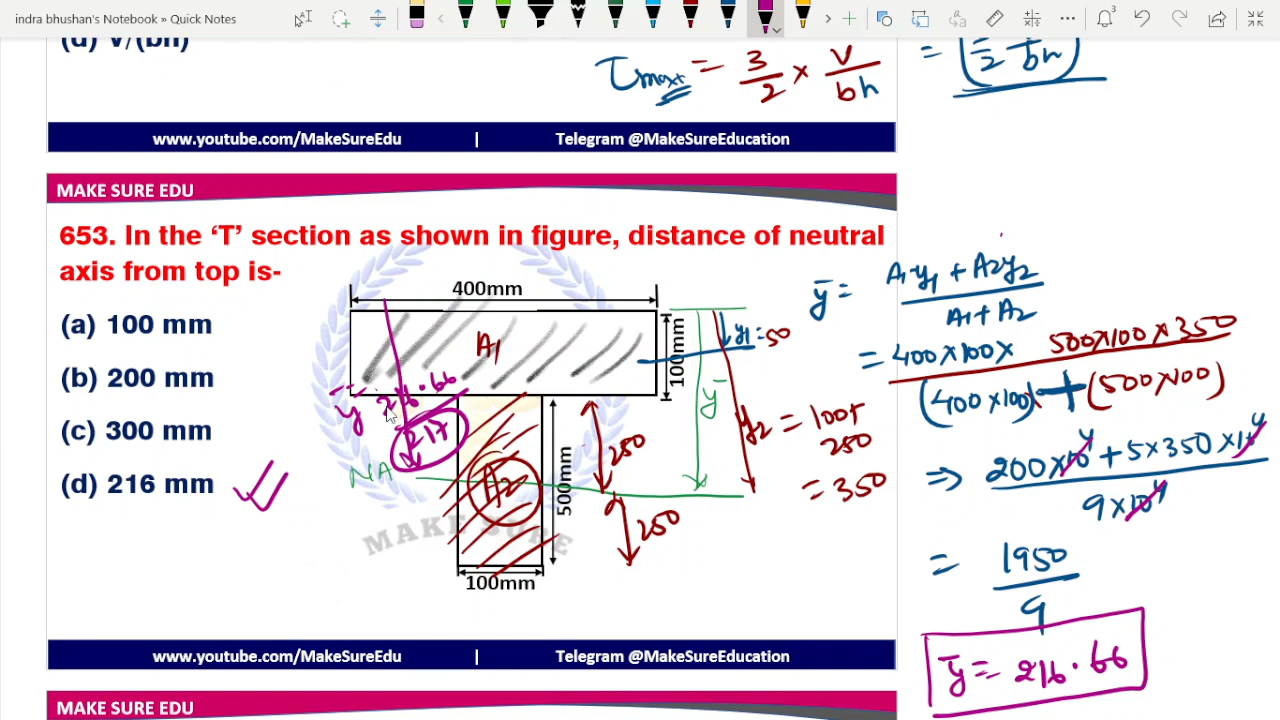 indra bhushan's Notebook » Quick Notes
(d) V/(bh)
τmax = 3/2 × V/bh
= 1/2 bh
www.youtube.com/MakeSureEdu | Telegram @MakeSureEducation
MAKE SURE EDU
653. In the ‘T’ section as shown in figure, distance of neutral
axis from top is-
(a) 100 mm
(b) 200 mm
(c) 300 mm
(d) 216 mm
400mm
A1
100mm
y1 = 50
ȳ
ȳ = 216.66
217
NA
A2
500mm
250
250
100mm
y2 = 100+
250
= 350
MAKE SURE
ȳ = A1y1 + A2y2
A1 + A2
= 400×100× 500×100×350
(400×100) + (500×100)
⇒ 200×10⁴ + 5×350×10⁴
9×10⁴
= 1950
9
ȳ = 216.66
www.youtube.com/MakeSureEdu | Telegram @MakeSureEducation
MAKE SURE EDU